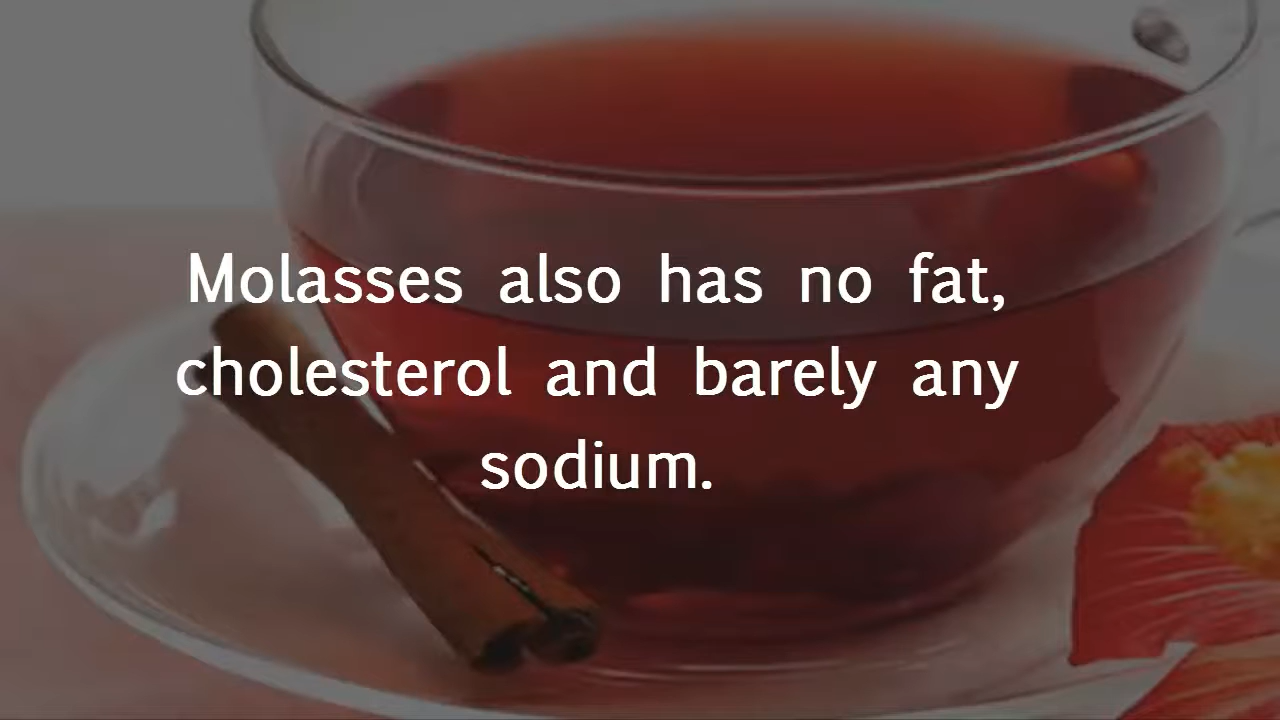 Molasses also has no fat,
cholesterol and barely any
sodium.